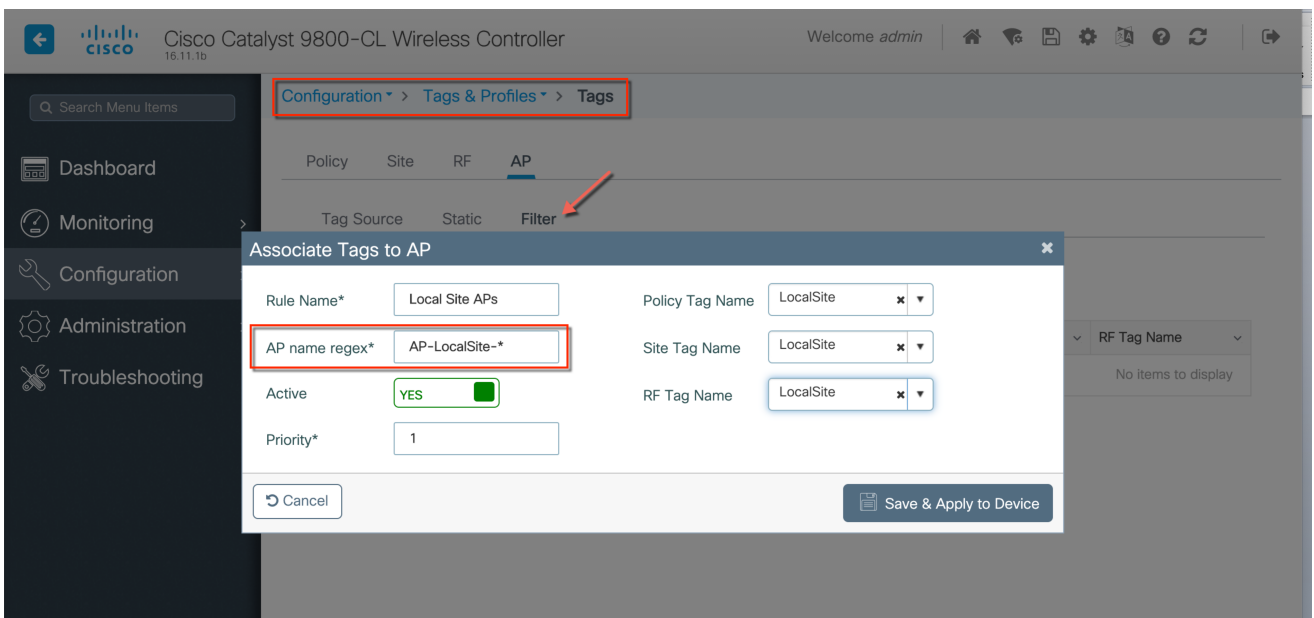 CISCO
Cisco Catalyst 9800-CL Wireless Controller
16.11.1b
Welcome admin
Search Menu Items
Configuration > Tags & Profiles > Tags
Dashboard
Policy Site RF AP
Monitoring
Tag Source Static Filter
Configuration
Associate Tags to AP
Rule Name* Local Site APs Policy Tag Name LocalSite
Administration
AP name regex* AP-LocalSite-* Site Tag Name LocalSite
RF Tag Name
Troubleshooting
No items to display
Active YES RF Tag Name LocalSite
Priority* 1
Cancel Save & Apply to Device